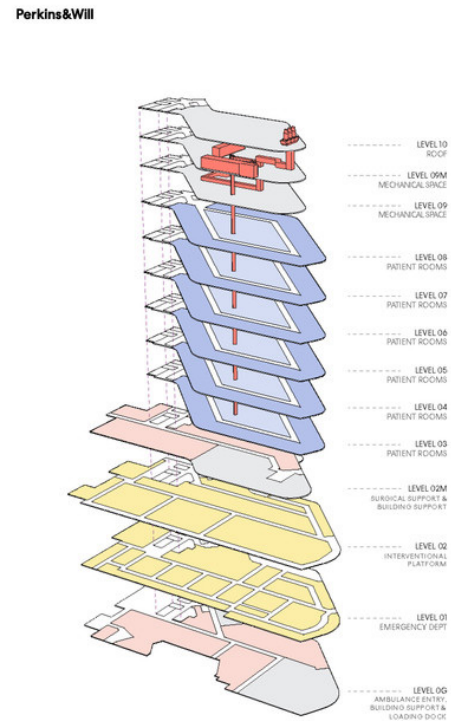 Perkins&Will
LEVEL 10
ROOF
LEVEL 09M
MECHANICAL SPACE
LEVEL 09
MECHANICAL SPACE
LEVEL 08
PATIENT ROOMS
LEVEL 07
PATIENT ROOMS
LEVEL 06
PATIENT ROOMS
LEVEL 05
PATIENT ROOMS
LEVEL 04
PATIENT ROOMS
LEVEL 03
PATIENT ROOMS
LEVEL 02M
SURGICAL SUPPORT &
BUILDING SUPPORT
LEVEL 02
INTERVENTIONAL
PLATFORM
LEVEL 01
EMERGENCY DEPT
LEVEL 0G
AMBULANCE ENTRY,
BUILDING SUPPORT &
LOADING DOCK